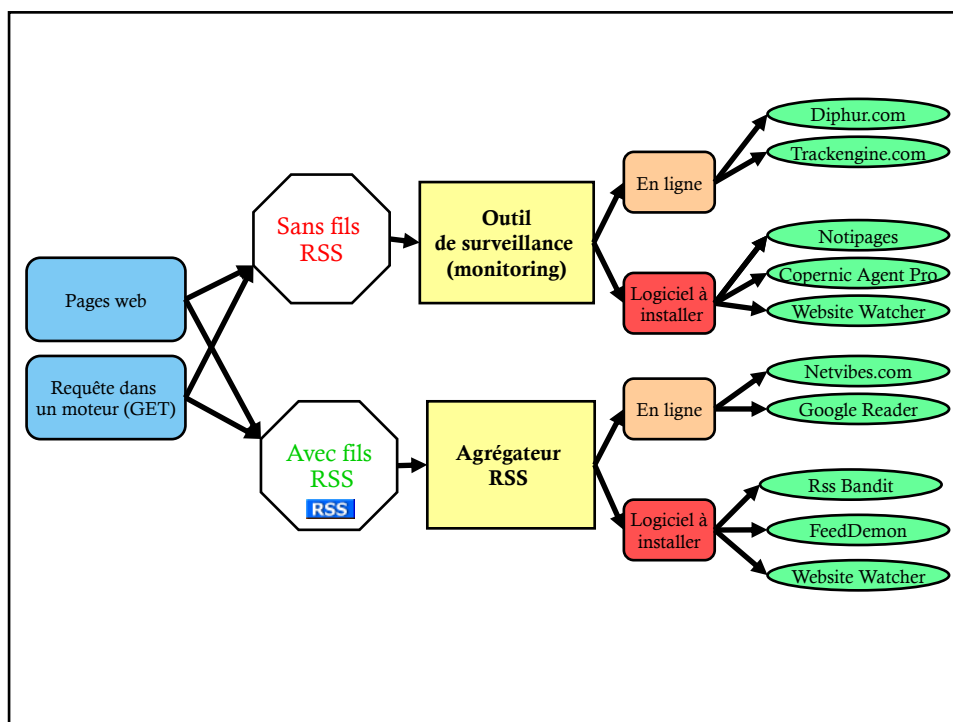 Pages web
Requête dans
un moteur (GET)
Sans fils
RSS
Outil
de surveillance
(monitoring)
En ligne
Diphur.com
Trackengine.com
Logiciel à
installer
Notipages
Copernic Agent Pro
Website Watcher
Avec fils
RSS
RSS
Agrégateur
RSS
En ligne
Netvibes.com
Google Reader
Logiciel à
installer
Rss Bandit
FeedDemon
Website Watcher